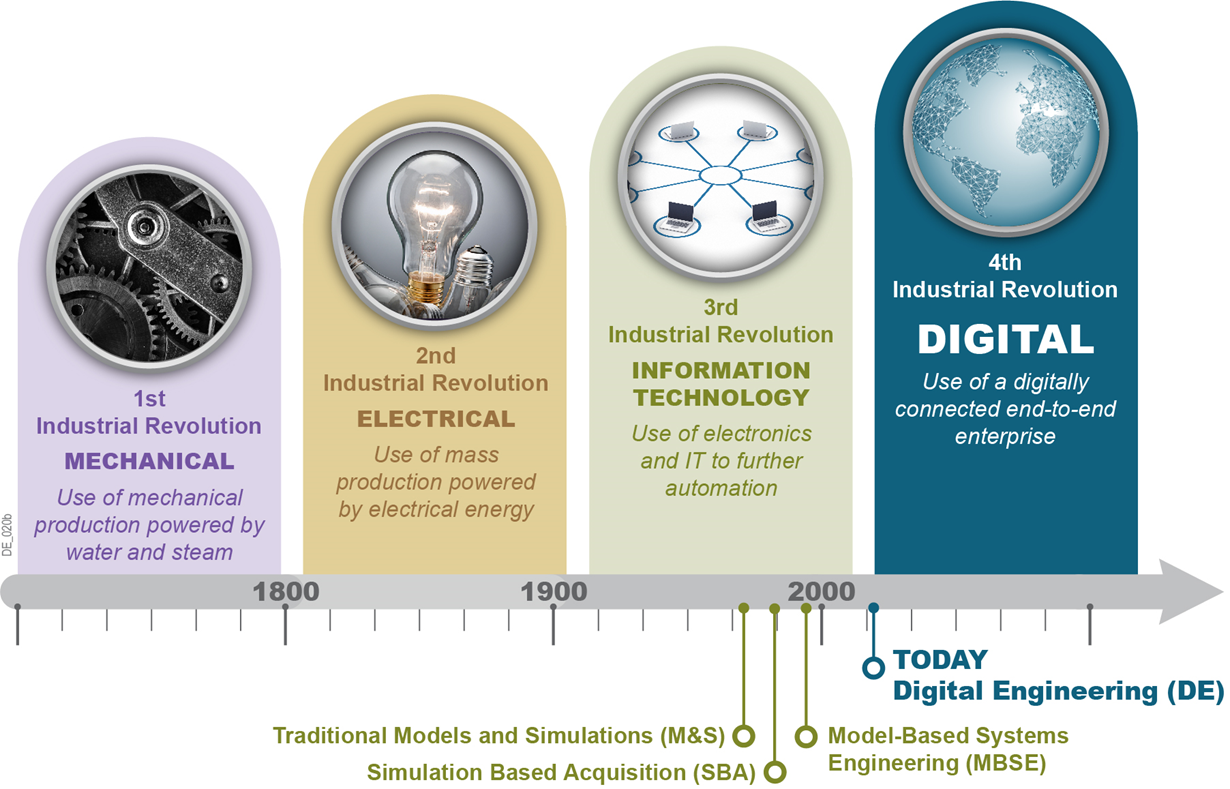 1st
Industrial Revolution
MECHANICAL
Use of mechanical
production powered by
water and steam
2nd
Industrial Revolution
ELECTRICAL
Use of mass
production powered
by electrical energy
3rd
Industrial Revolution
INFORMATION
TECHNOLOGY
Use of electronics
and IT to further
automation
4th
Industrial Revolution
DIGITAL
Use of a digitally
connected end-to-end
enterprise
DE_020b
1800
1900
2000
TODAY
Digital Engineering (DE)
Traditional Models and Simulations (M&S)
Simulation Based Acquisition (SBA)
Model-Based Systems
Engineering (MBSE)